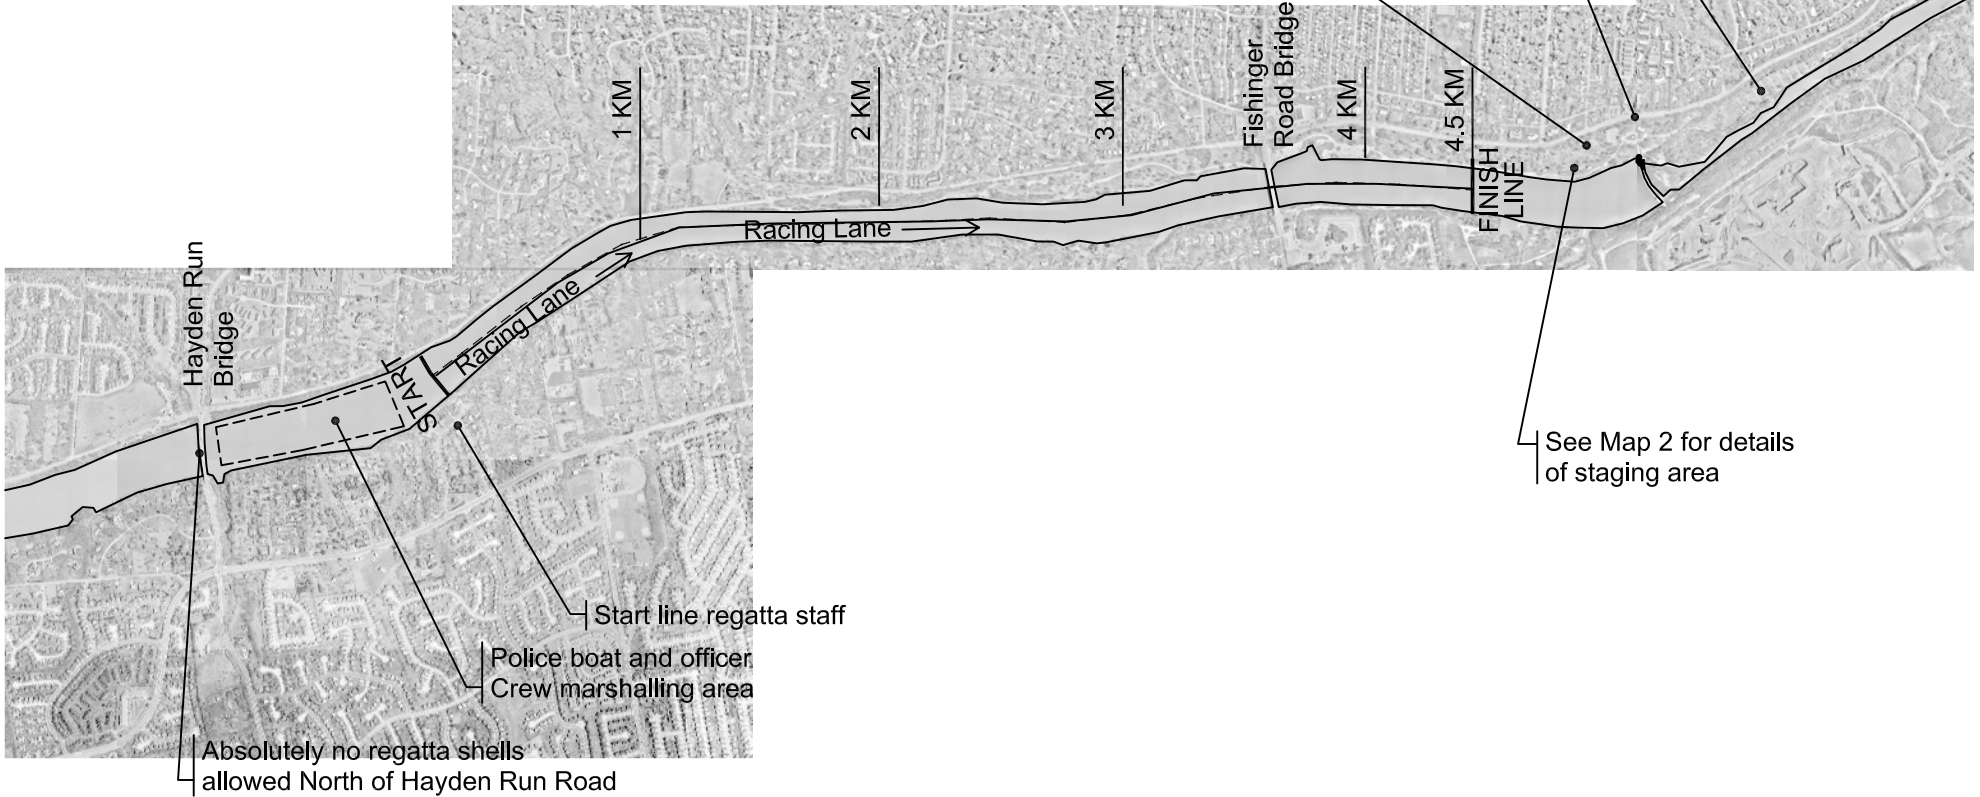 1 KM
2 KM
3 KM
Fishinger
Road Bridge
4 KM
4.5 KM
FINISH
LINE
Racing Lane
Hayden Run
Bridge
Racing Lane
START
See Map 2 for details
of staging area
Start line regatta staff
Police boat and officer
Crew marshalling area
Absolutely no regatta shells
allowed North of Hayden Run Road